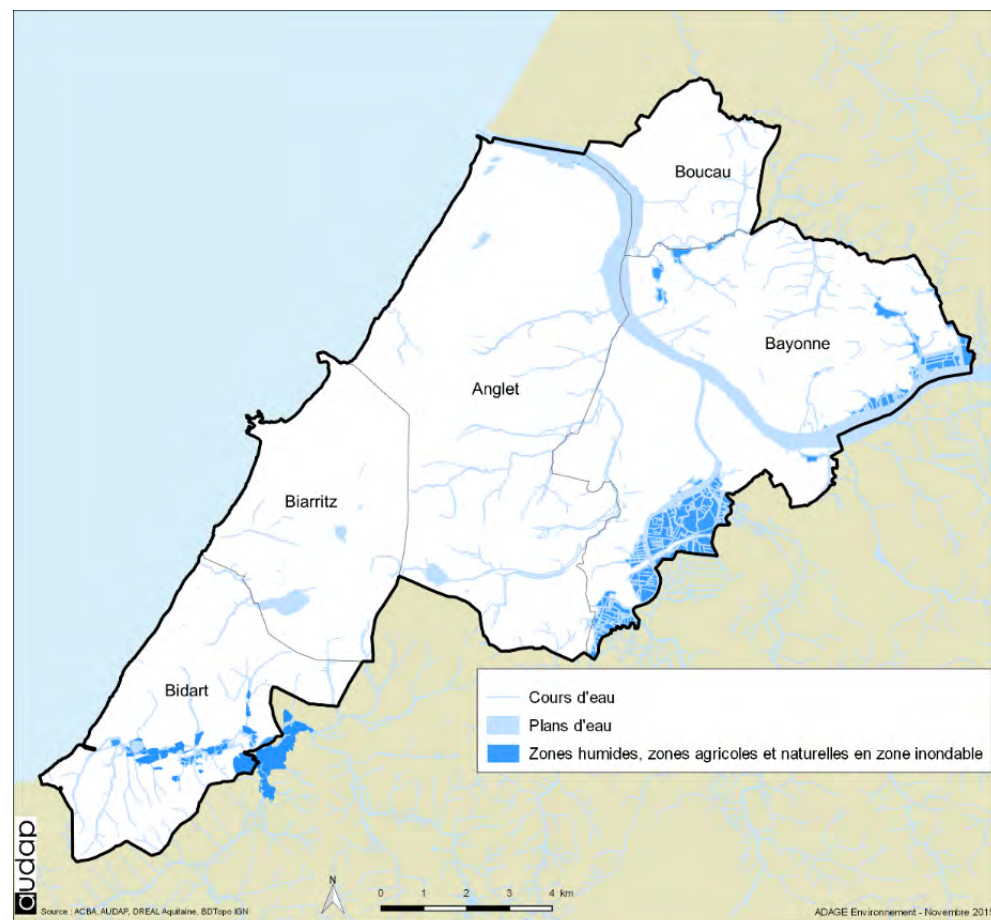 Boucau
Bayonne
Anglet
Biarritz
Bidart
Cours d'eau
Plans d'eau
Zones humides, zones agricoles et naturelles en zone inondable
audap
Source : ACBA, AUDAP, DREAL Aquitaine, BDTopo IGN
N
0 1 2 3 4 km
ADAGE Environnement - Novembre 2015